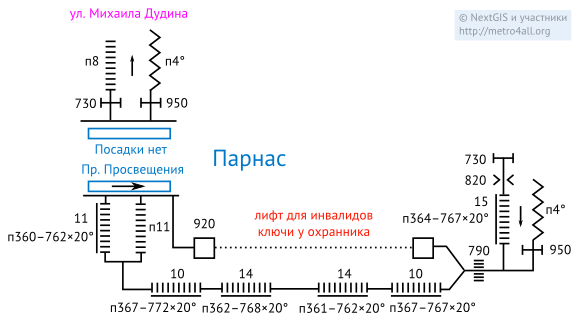 ул. Михаила Дудина
© NextGIS и участники
http://metro4all.org
п8
п4°
730
950
Посадки нет
Пр. Просвещения
Парнас
730
820
15
п4°
п364–767×20°
11
п11
п360–762×20°
920
лифт для инвалидов
ключи у охранника
790
950
10
14
14
10
п367–772×20°
п362–768×20°
п361–762×20°
п367–767×20°